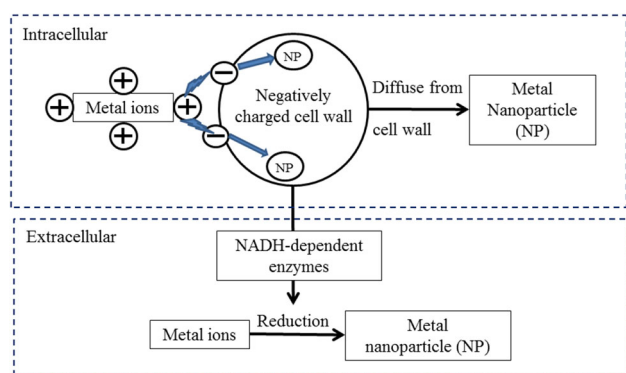 Intracellular
+
−
NP
+
Metal ions
+
Negatively
charged cell wall
Diffuse from
cell wall
Metal
Nanoparticle
(NP)
+
−
NP
Extracellular
NADH-dependent
enzymes
Metal ions
Reduction
Metal
nanoparticle (NP)